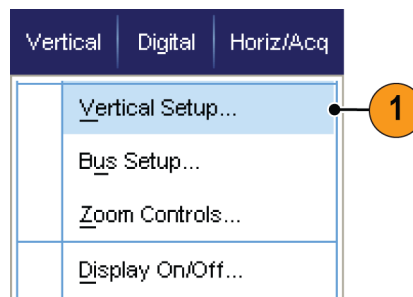 Vertical Digital Horiz/Acq
Vertical Setup... 1
Bus Setup...
Zoom Controls...
Display On/Off...